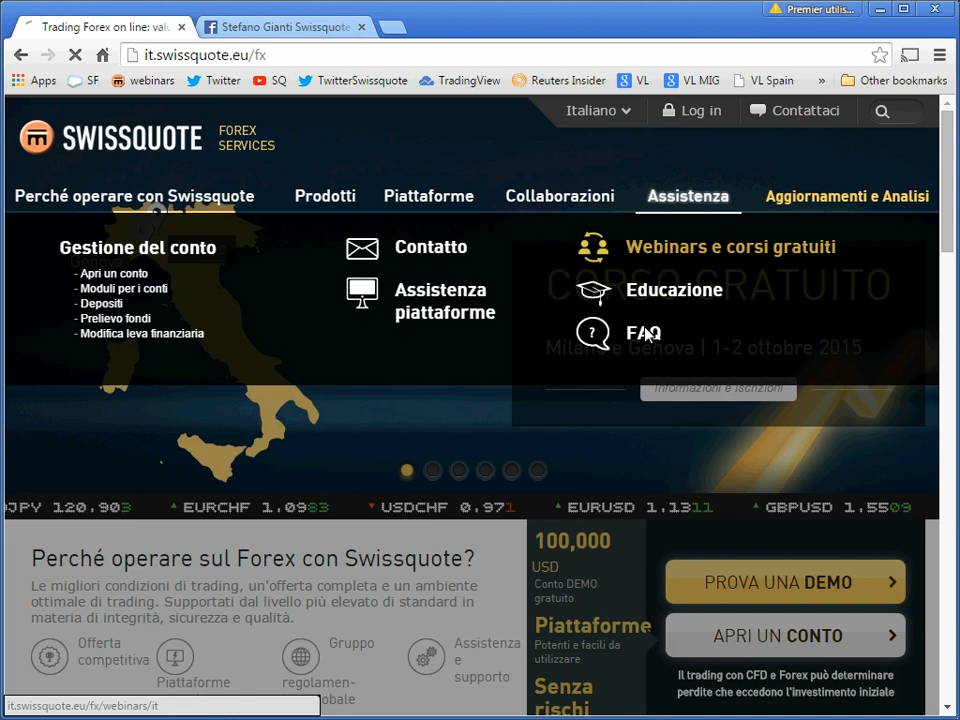 Premier utilis...
Trading Forex on line: valu
Stefano Gianti Swissquote
it.swissquote.eu/fx
Apps SF webinars Twitter SQ TwitterSwissquote TradingView Reuters Insider VL VL MIG VL Spain » Other bookmarks
Italiano Log in Contattaci
SWISSQUOTE
FOREX
SERVICES
Perché operare con Swissquote Prodotti Piattaforme Collaborazioni Assistenza Aggiornamenti e Analisi
Gestione del conto
- Apri un conto
- Moduli per i conti
- Depositi
- Prelievo fondi
- Modifica leva finanziaria
Contatto
Assistenza
piattaforme
Webinars e corsi gratuiti
Educazione
FAQ
Genova
CORSO GRATUITO
Milano e Genova | 1-2 ottobre 2015
Informazioni e iscrizioni
JPY 120.903 EURCHF 1.0983 USDCHF 0.971 EURUSD 1.1311 GBPUSD 1.5509
Perché operare sul Forex con Swissquote?
Le migliori condizioni di trading, un'offerta completa e un ambiente
ottimale di trading. Supportati dal livello più elevato di standard in
materia di integrità, sicurezza e qualità.
Offerta
competitiva
Piattaforme
Gruppo
regolamen-
obale
Assistenza
e
supporto
100,000
USD
Conto DEMO
gratuito
Piattaforme
Potenti e facili da
utilizzare
Senza
rischi
PROVA UNA DEMO
APRI UN CONTO
Il trading con CFD e Forex può determinare
perdite che eccedono l'investimento iniziale
it.swissquote.eu/fx/webinars/it